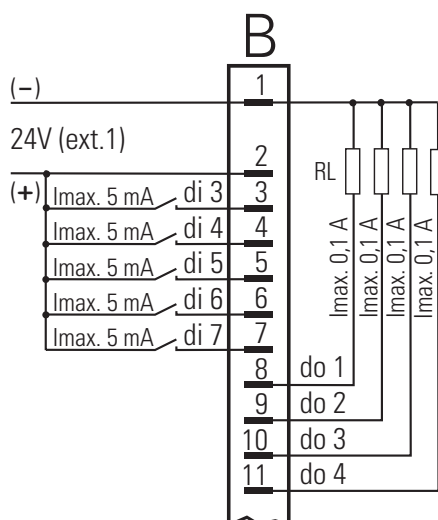 B
(–)
1
24V (ext.1)
2
(+)
Imax. 5 mA
di 3
3
Imax. 5 mA
di 4
4
Imax. 5 mA
di 5
5
Imax. 5 mA
di 6
6
Imax. 5 mA
di 7
7
RL
Imax. 0,1 A
Imax. 0,1 A
Imax. 0,1 A
Imax. 0,1 A
8
do 1
9
do 2
10
do 3
11
do 4